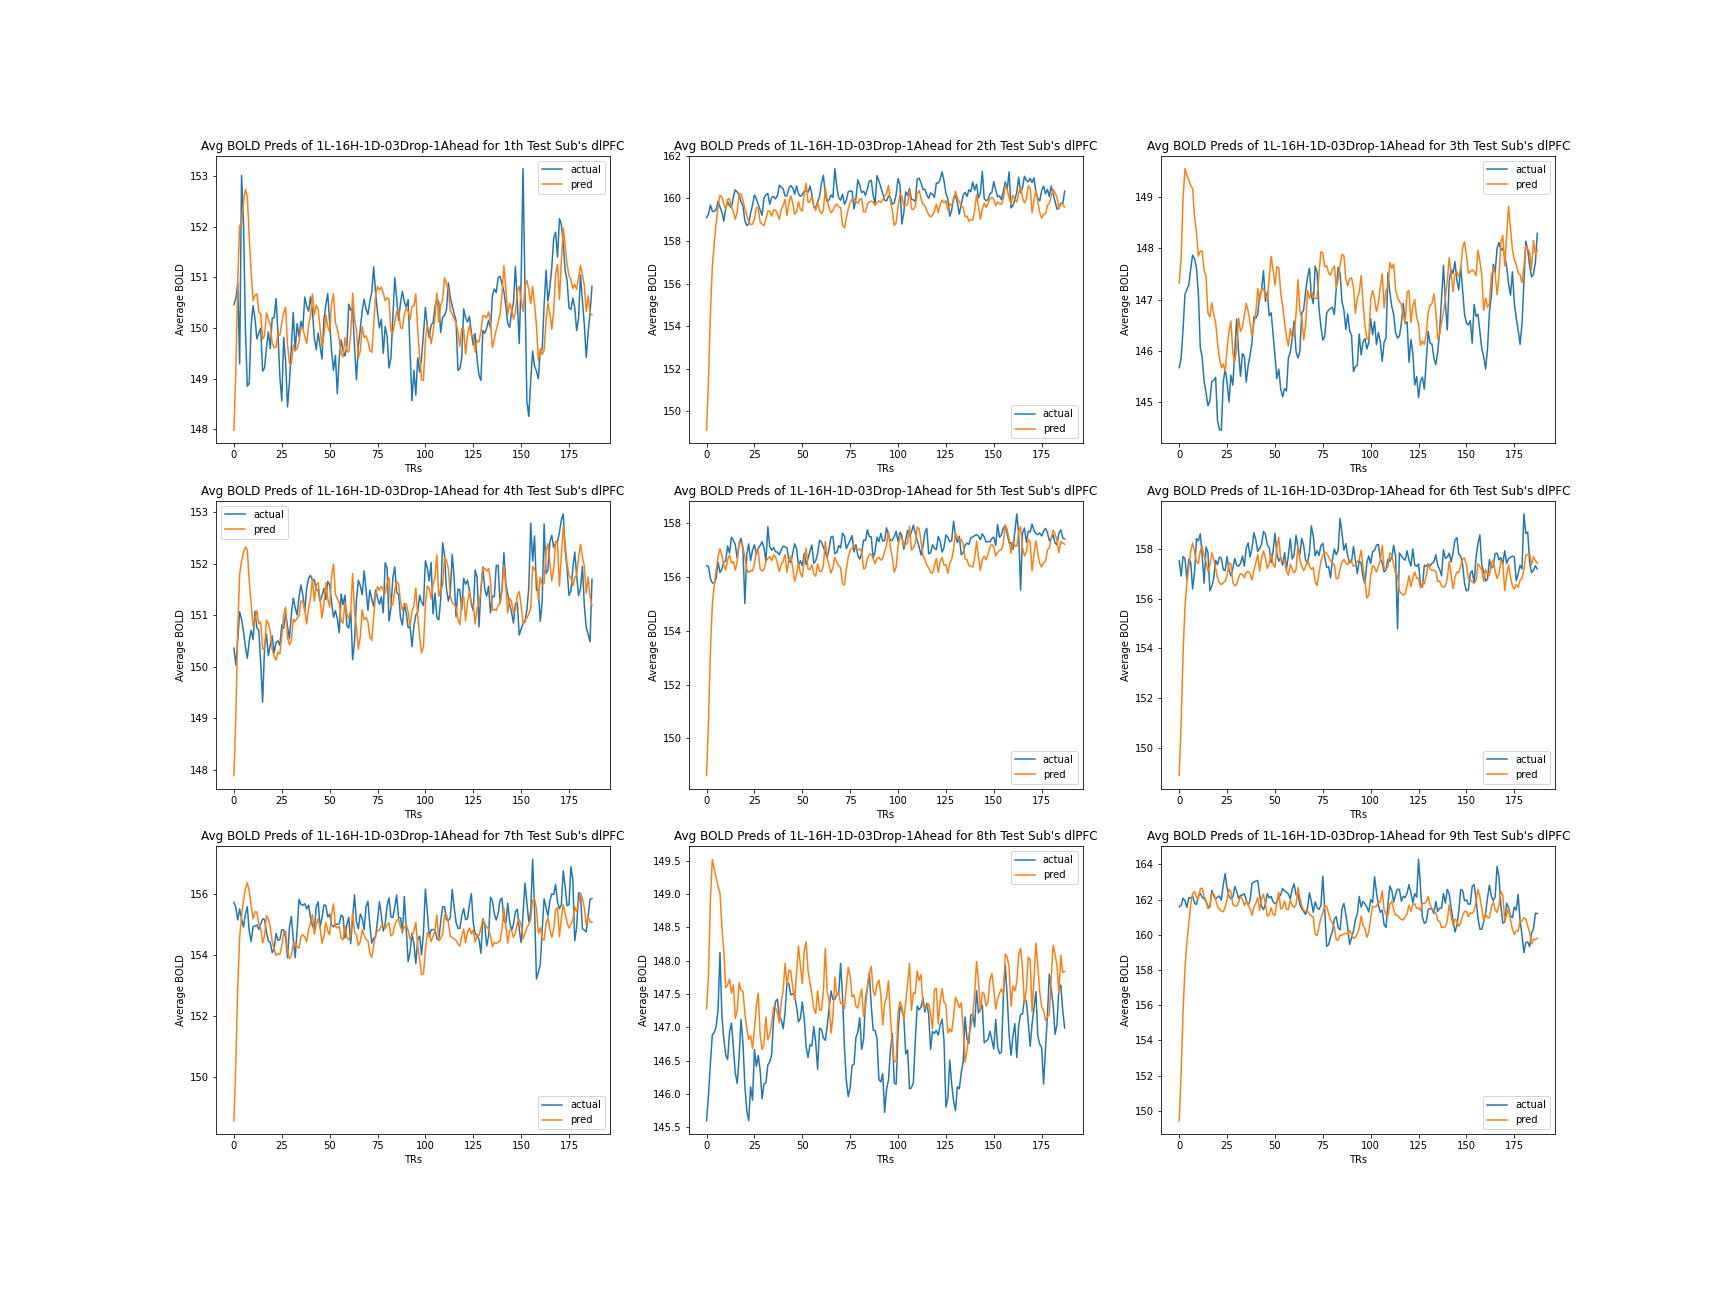 Avg BOLD Preds of 1L-16H-1D-03Drop-1Ahead for 1th Test Sub's dlPFC
153
152
151
150
149
148
Average BOLD
0 25 50 75 100 125 150 175
TRs
actual
pred
Avg BOLD Preds of 1L-16H-1D-03Drop-1Ahead for 2th Test Sub's dlPFC
162
160
158
156
154
152
150
Average BOLD
0 25 50 75 100 125 150 175
TRs
actual
pred
Avg BOLD Preds of 1L-16H-1D-03Drop-1Ahead for 3th Test Sub's dlPFC
149
148
147
146
145
Average BOLD
0 25 50 75 100 125 150 175
TRs
actual
pred
Avg BOLD Preds of 1L-16H-1D-03Drop-1Ahead for 4th Test Sub's dlPFC
153
152
151
150
149
148
Average BOLD
0 25 50 75 100 125 150 175
TRs
actual
pred
Avg BOLD Preds of 1L-16H-1D-03Drop-1Ahead for 5th Test Sub's dlPFC
158
156
154
152
150
Average BOLD
0 25 50 75 100 125 150 175
TRs
actual
pred
Avg BOLD Preds of 1L-16H-1D-03Drop-1Ahead for 6th Test Sub's dlPFC
158
156
154
152
150
Average BOLD
0 25 50 75 100 125 150 175
TRs
actual
pred
Avg BOLD Preds of 1L-16H-1D-03Drop-1Ahead for 7th Test Sub's dlPFC
156
154
152
150
Average BOLD
0 25 50 75 100 125 150 175
TRs
actual
pred
Avg BOLD Preds of 1L-16H-1D-03Drop-1Ahead for 8th Test Sub's dlPFC
149.5
149.0
148.5
148.0
147.5
147.0
146.5
146.0
145.5
Average BOLD
0 25 50 75 100 125 150 175
TRs
actual
pred
Avg BOLD Preds of 1L-16H-1D-03Drop-1Ahead for 9th Test Sub's dlPFC
164
162
160
158
156
154
152
150
Average BOLD
0 25 50 75 100 125 150 175
TRs
actual
pred